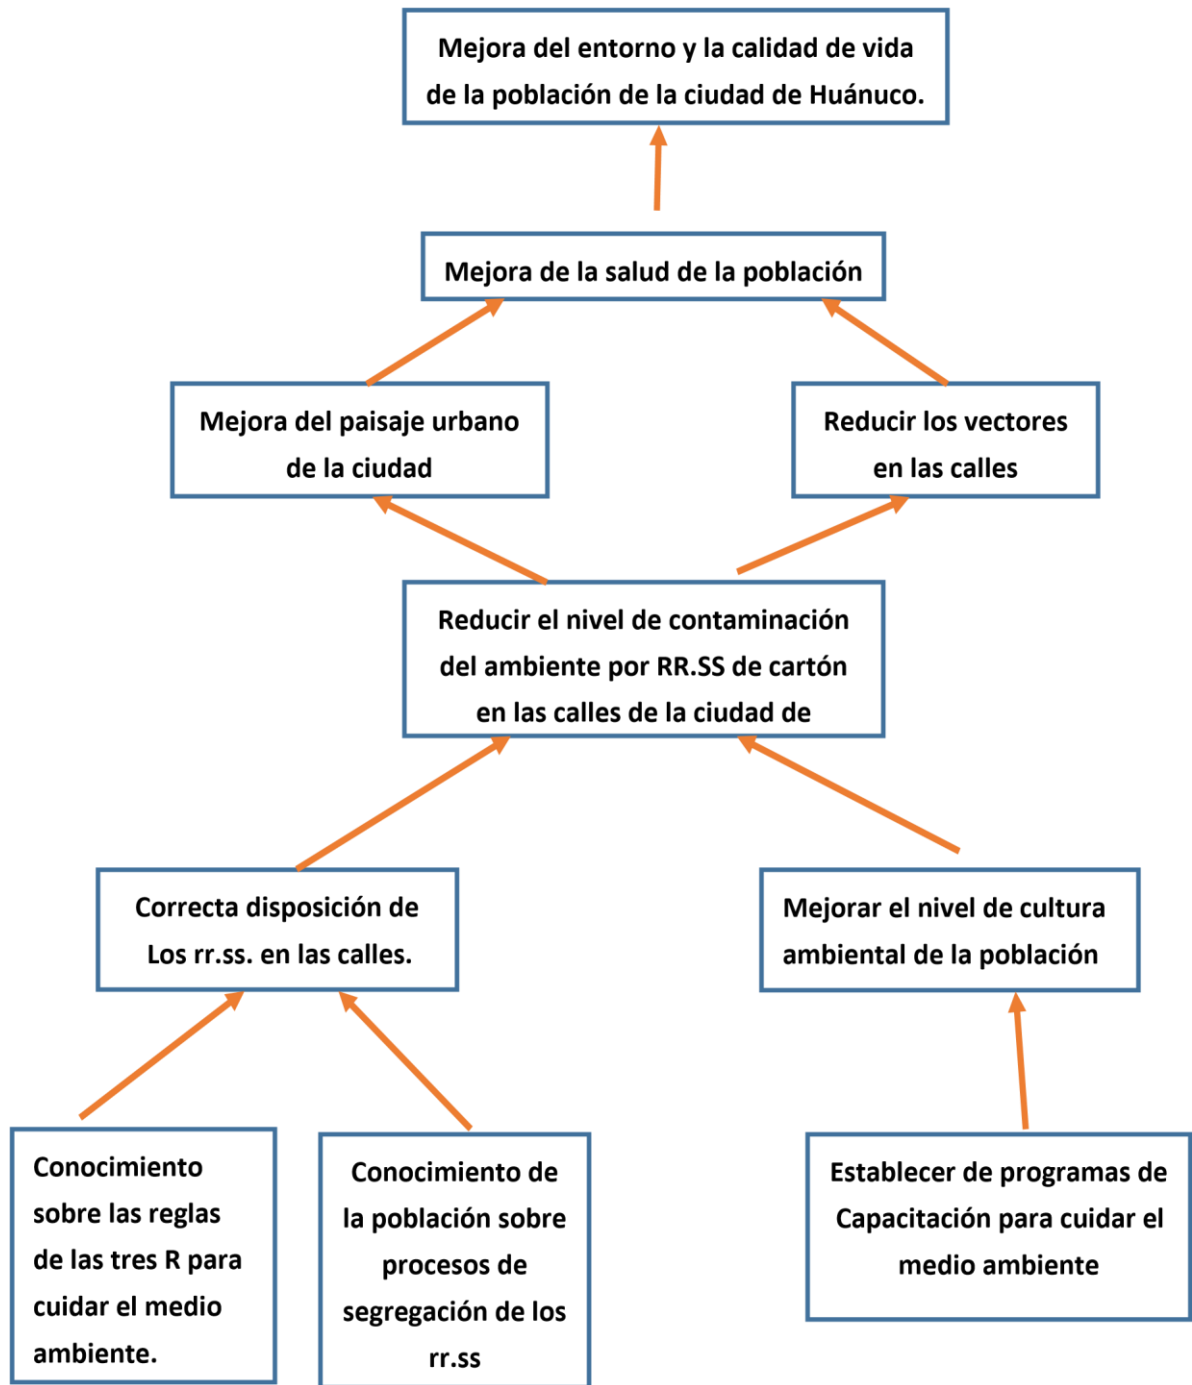 Mejora del entorno y la calidad de vida
de la población de la ciudad de Huánuco.
Mejora de la salud de la población
Mejora del paisaje urbano
de la ciudad
Reducir los vectores
en las calles
Reducir el nivel de contaminación
del ambiente por RR.SS de cartón
en las calles de la ciudad de
Correcta disposición de
Los rr.ss. en las calles.
Mejorar el nivel de cultura
ambiental de la población
Conocimiento
sobre las reglas
de las tres R para
cuidar el medio
ambiente.
Conocimiento de
la población sobre
procesos de
segregación de los
rr.ss
Establecer de programas de
Capacitación para cuidar el
medio ambiente